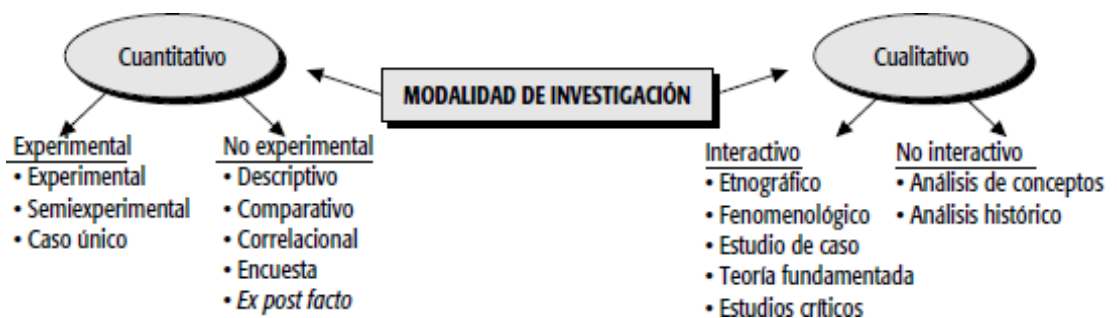 MODALIDAD DE INVESTIGACIÓN
Cuantitativo
Experimental
• Experimental
• Semiexperimental
• Caso único
No experimental
• Descriptivo
• Comparativo
• Correlacional
• Encuesta
• Ex post facto
Cualitativo
Interactivo
• Etnográfico
• Fenomenológico
• Estudio de caso
• Teoría fundamentada
• Estudios críticos
No interactivo
• Análisis de conceptos
• Análisis histórico